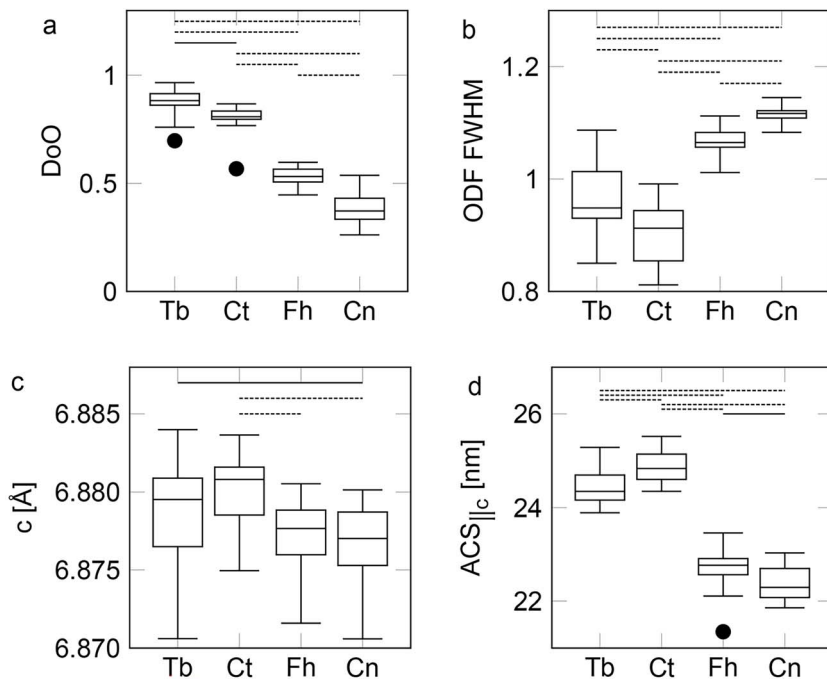 a
DoO
1
0.5
0
Tb Ct Fh Cn
b
ODF FWHM
1.2
1
0.8
Tb Ct Fh Cn
c
c [Å]
6.885
6.880
6.875
6.870
Tb Ct Fh Cn
d
ACS||c [nm]
26
24
22
Tb Ct Fh Cn